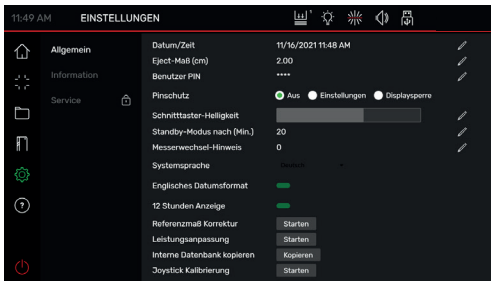 11:49 AM EINSTELLUNGEN 1
Allgemein
Information
Service
Datum/Zeit 11/16/2021 11:48 AM
Eject-Maß (cm) 2.00
Benutzer PIN ****
Pinschutz Aus Einstellungen Displaysperre
Schnitttaster-Helligkeit
Standby-Modus nach (Min.) 20
Messerwechsel-Hinweis 0
Systemsprache Deutsch
Englisches Datumsformat
12 Stunden Anzeige
Referenzmaß Korrektur Starten
Leistungsanpassung Starten
Interne Datenbank kopieren Kopieren
Joystick Kalibrierung Starten
?